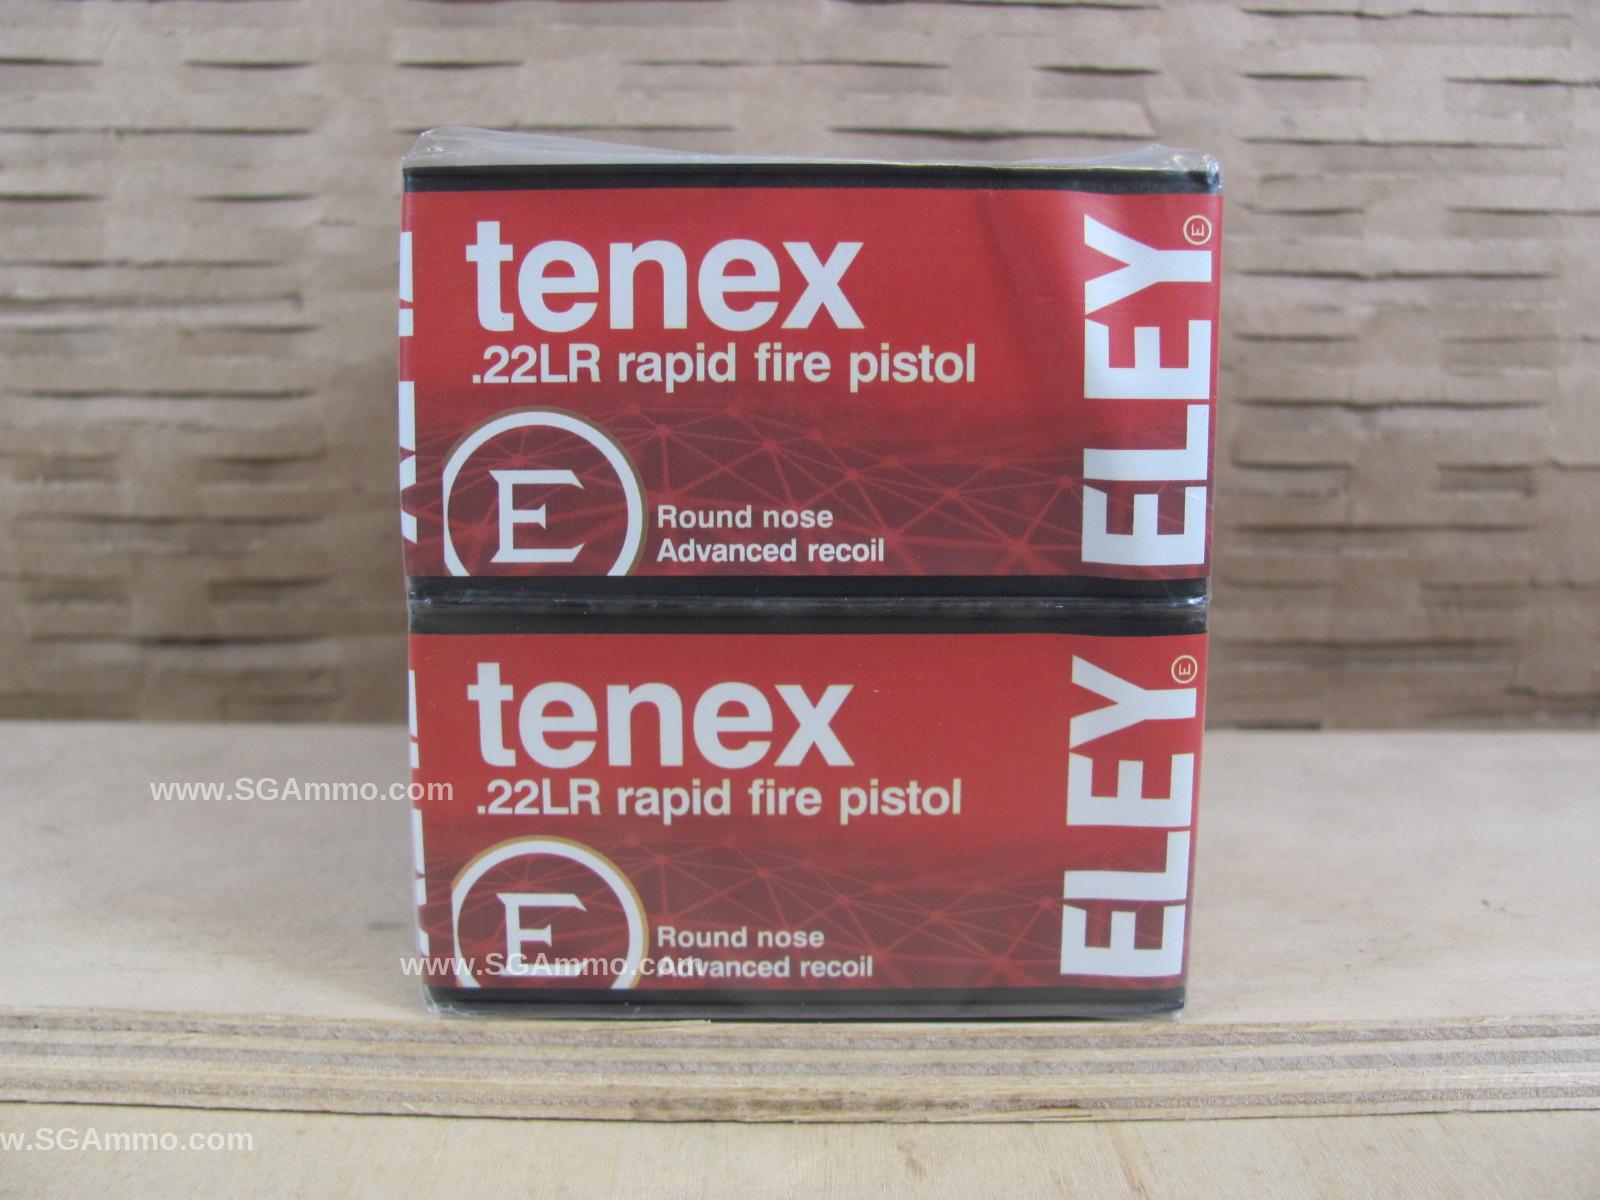 tenex
.22LR rapid fire pistol
E
Round nose
Advanced recoil
ELEY
E
tenex
.22LR rapid fire pistol
E
Round nose
Advanced recoil
ELEY
E
www.SGAmmo.com
www.SGAmmo.com
w.SGAmmo.com